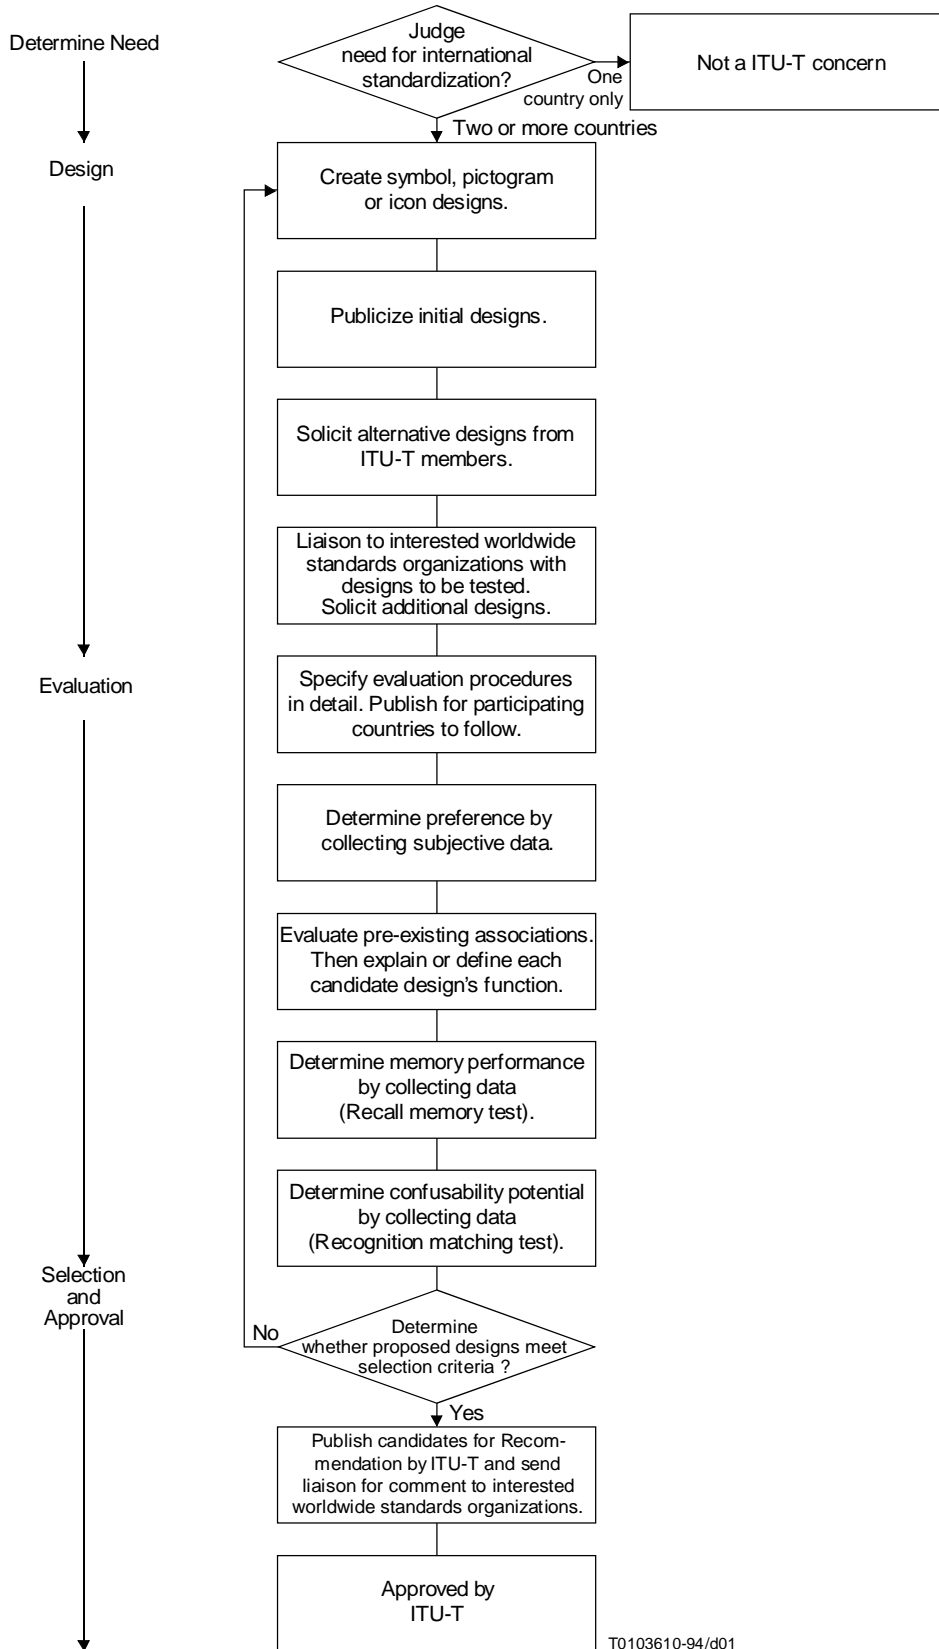 Determine Need
Judge
need for international
standardization?
One
country only
Not a ITU-T concern
Two or more countries
Design
Create symbol, pictogram
or icon designs.
Publicize initial designs.
Solicit alternative designs from
ITU-T members.
Liaison to interested worldwide
standards organizations with
designs to be tested.
Solicit additional designs.
Evaluation
Specify evaluation procedures
in detail. Publish for participating
countries to follow.
Determine preference by
collecting subjective data.
Evaluate pre-existing associations.
Then explain or define each
candidate design's function.
Determine memory performance
by collecting data
(Recall memory test).
Determine confusability potential
by collecting data
(Recognition matching test).
Selection
and
Approval
No
Determine
whether proposed designs meet
selection criteria ?
Yes
Publish candidates for Recom-
mendation by ITU-T and send
liaison for comment to interested
worldwide standards organizations.
Approved by
ITU-T
T0103610-94/d01